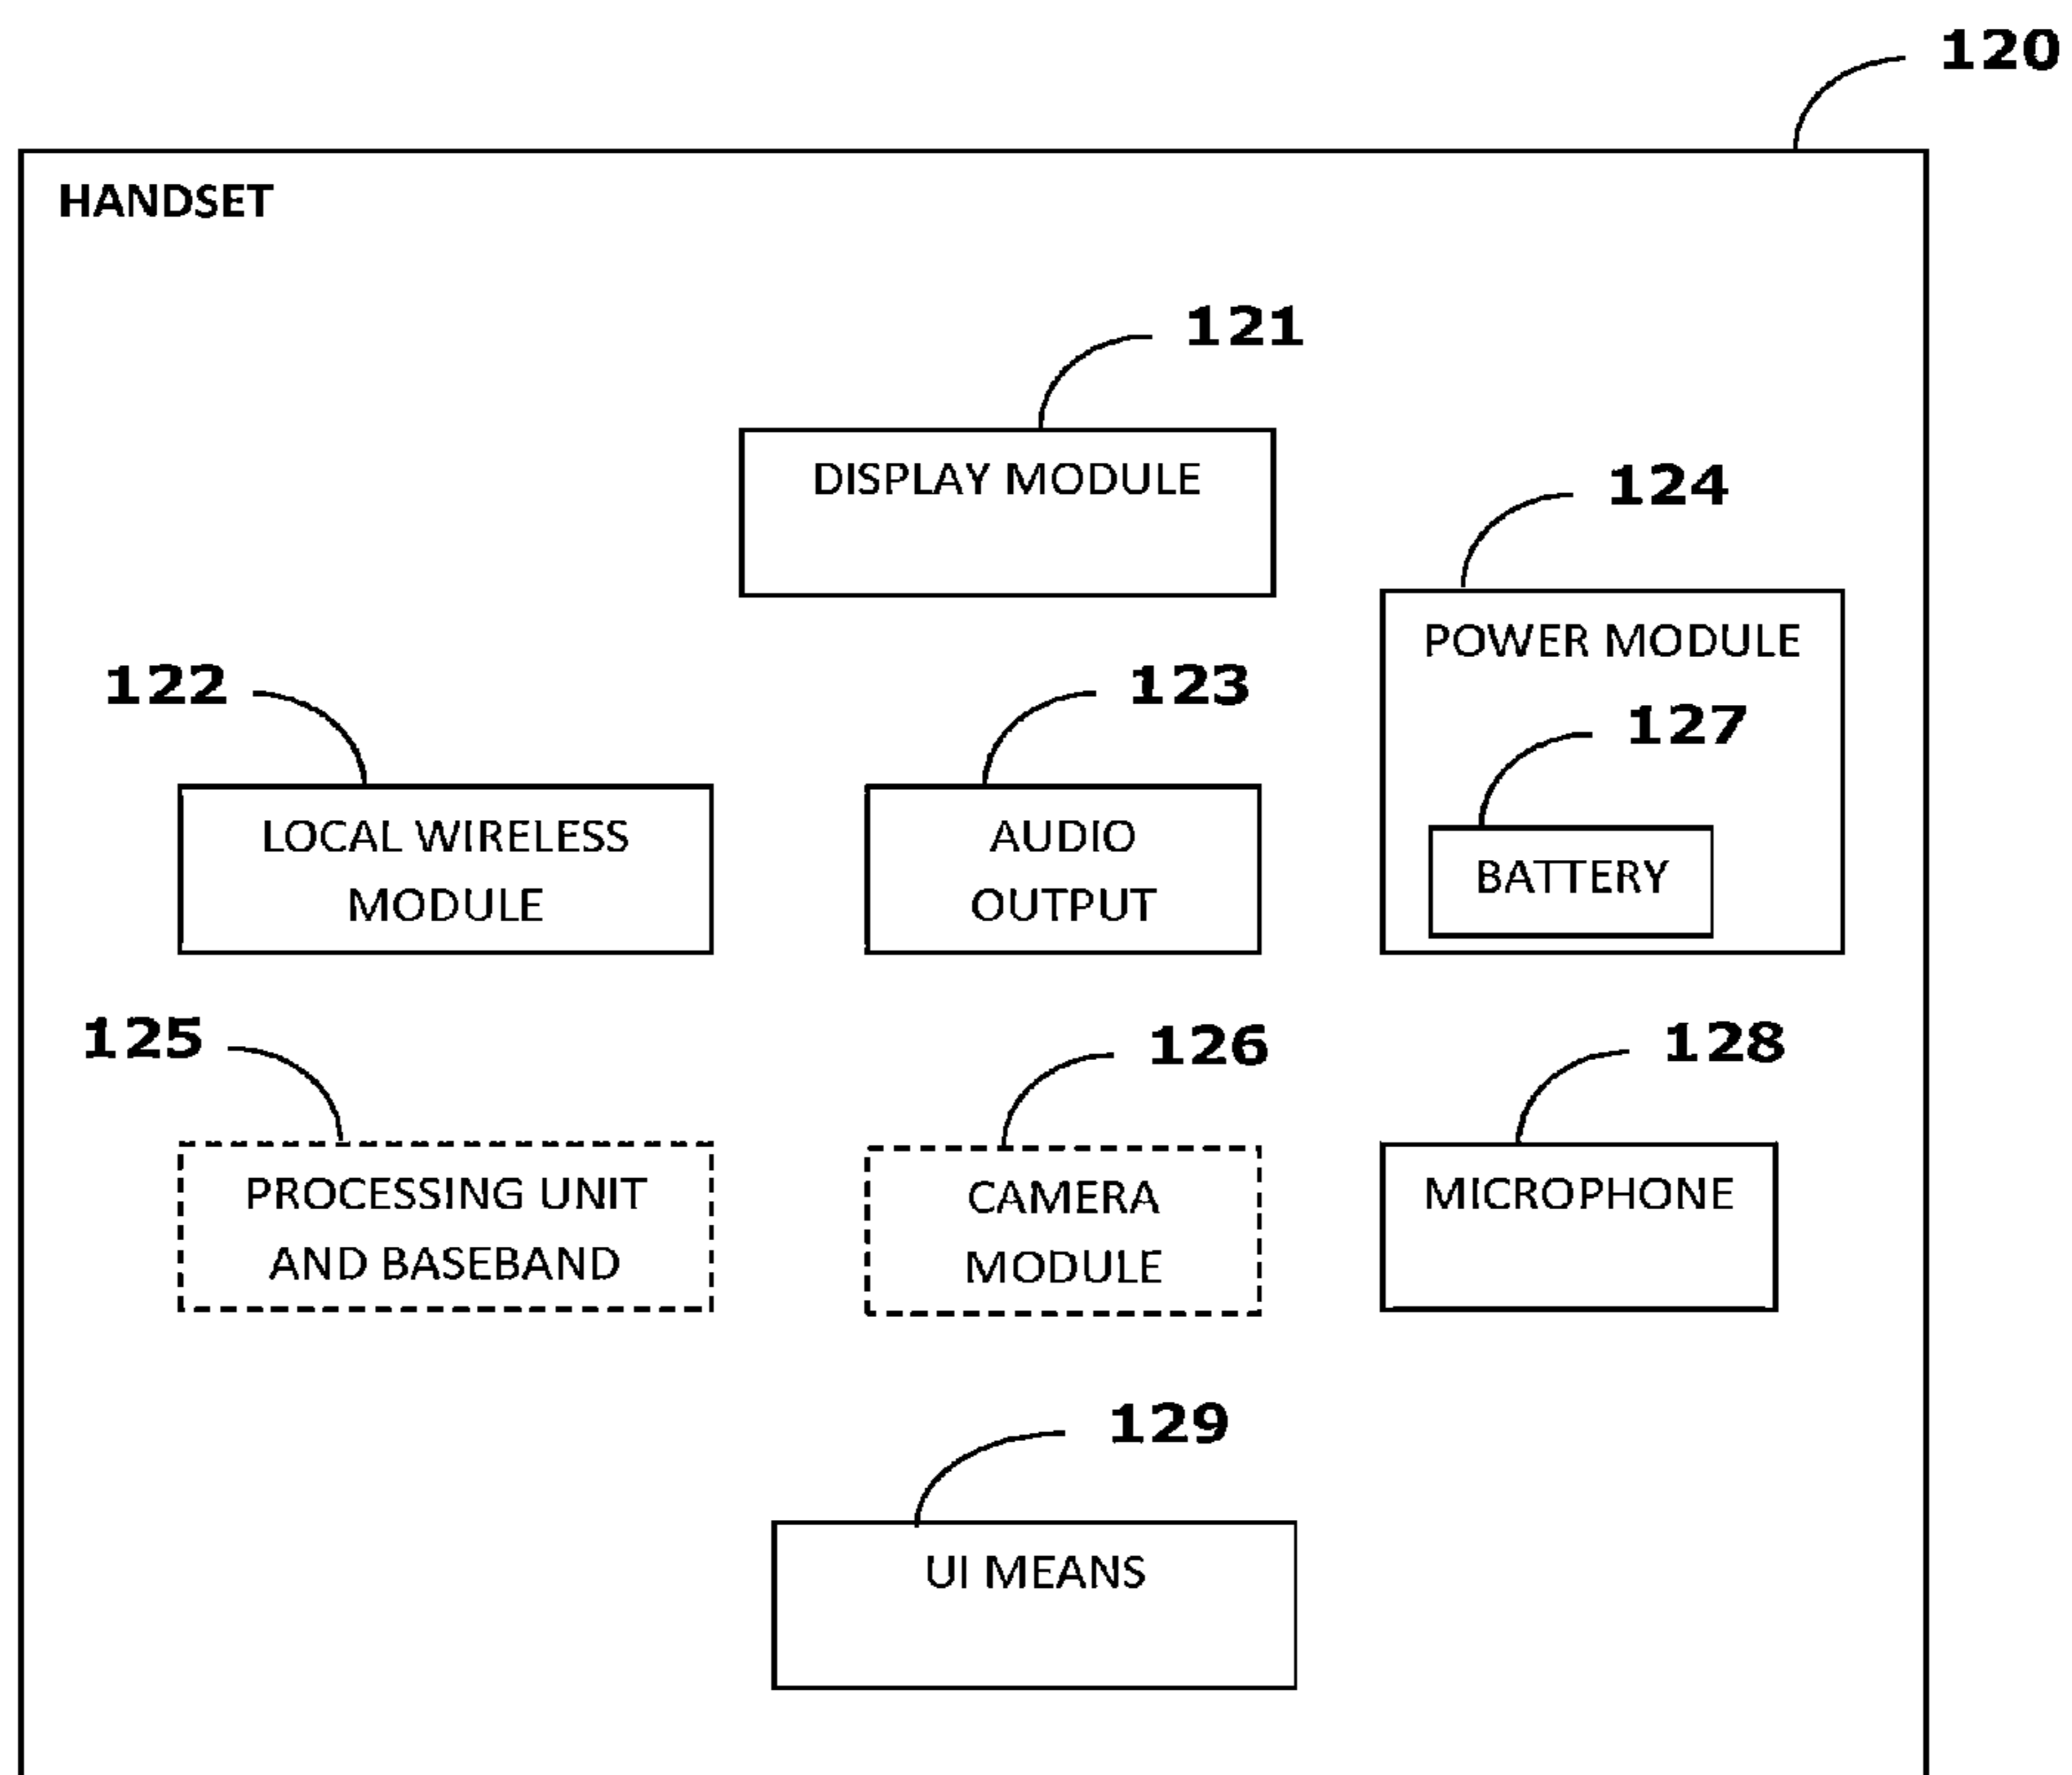 120
HANDSET
121
DISPLAY MODULE
124
POWER MODULE
122
123
127
LOCAL WIRELESS
MODULE
AUDIO
OUTPUT
BATTERY
125
126
128
PROCESSING UNIT
AND BASEBAND
CAMERA
MODULE
MICROPHONE
129
UI MEANS